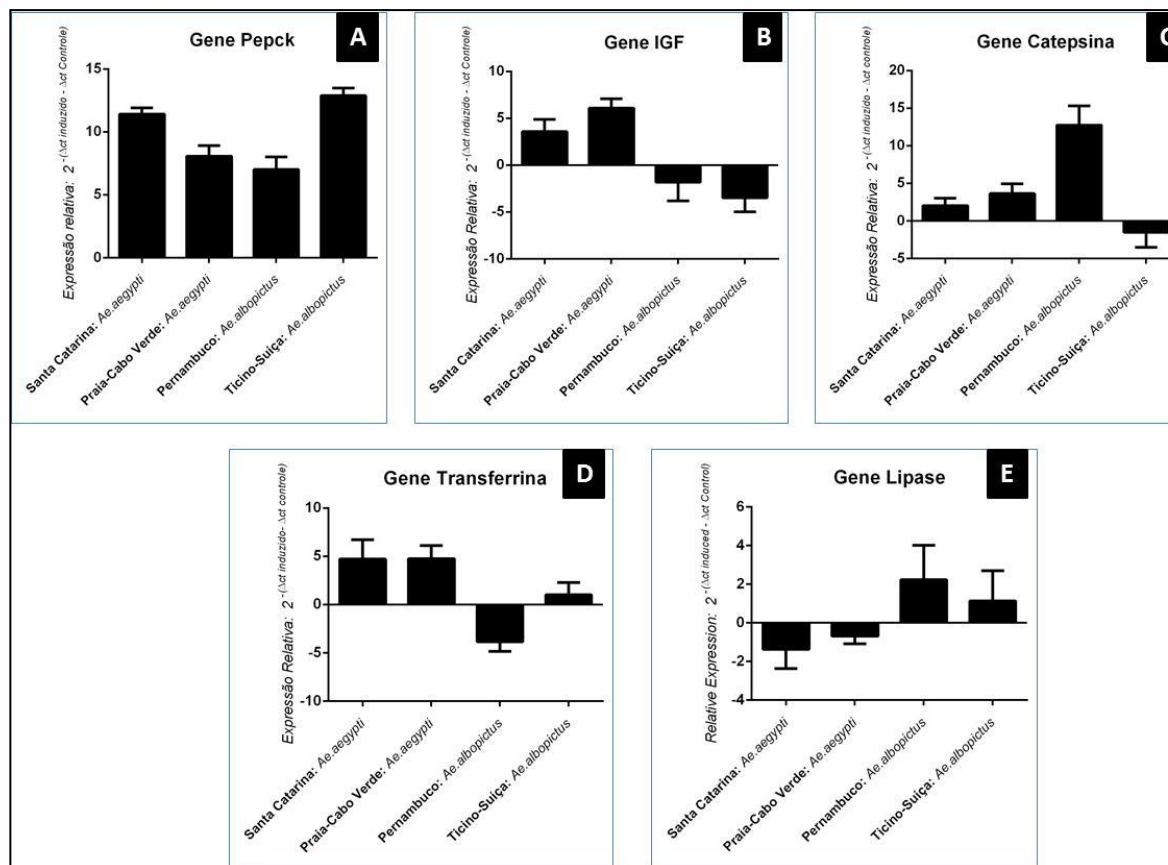 Gene Pepck
A
Expressão relativa: 2 -(Δct induzido - Δct Controle)
15
10
5
0
Santa Catarina: Ae.aegypti
Praia-Cabo Verde: Ae.aegypti
Pernambuco: Ae.albopictus
Ticino-Suiça: Ae.albopictus
Gene IGF
B
Expressão Relativa: 2 -(Δct induzido - Δct Controle)
10
5
0
-5
-10
Santa Catarina: Ae.aegypti
Praia-Cabo Verde: Ae.aegypti
Pernambuco: Ae.albopictus
Ticino-Suiça: Ae.albopictus
Gene Catepsina
C
Expressão Relativa: 2 -(Δct induzido - Δct Controle)
20
15
10
5
0
-5
Santa Catarina: Ae.aegypti
Praia-Cabo Verde: Ae.aegypti
Pernambuco: Ae.albopictus
Ticino-Suiça: Ae.albopictus
Gene Transferrina
D
Expressão Relativa: 2 -(Δct induzido- Δct controle)
10
5
0
-5
-10
Santa Catarina: Ae.aegypti
Praia-Cabo Verde: Ae.aegypti
Pernambuco: Ae.albopictus
Ticino-Suiça: Ae.albopictus
Gene Lipase
E
Relative Expression: 2 -(Δct induced - Δct Control)
6
4
2
0
-2
-4
Santa Catarina: Ae.aegypti
Praia-Cabo Verde: Ae.aegypti
Pernambuco: Ae.albopictus
Ticino-Suiça: Ae.albopictus